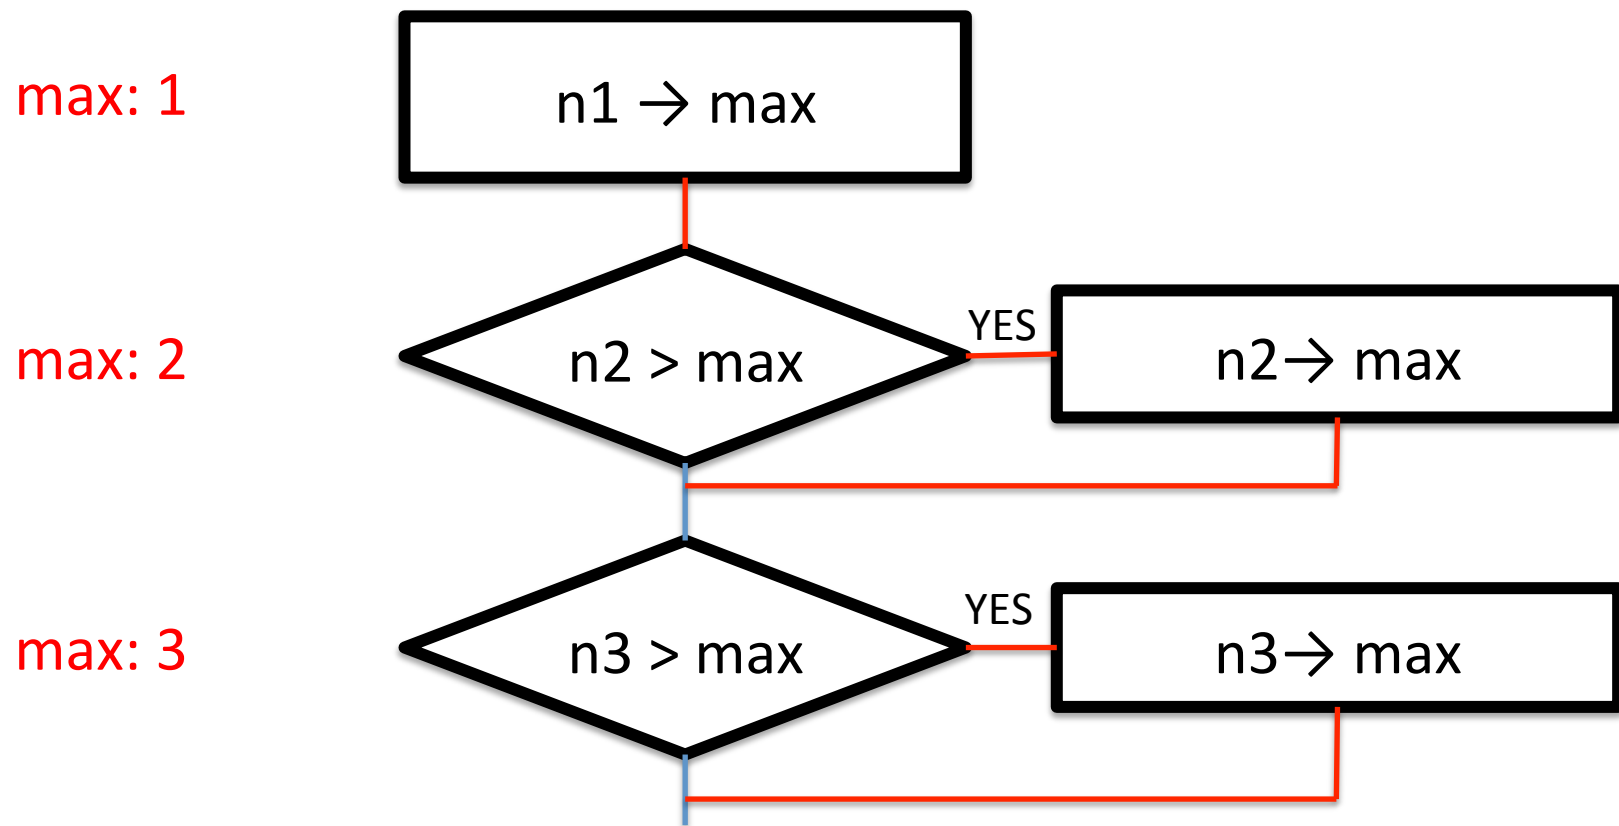 max: 1
n1 → max
max: 2
n2 > max
YES
n2→ max
max: 3
n3 > max
YES
n3→ max